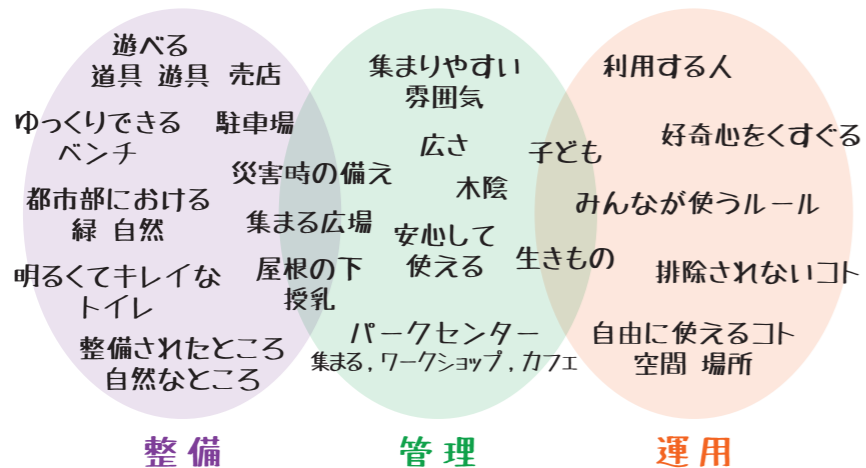 遊べる
道具 遊具 売店
ゆっくりできる
ベンチ
駐車場
災害時の備え
都市部における
緑 自然
集まる広場
明るくてキレイな
トイレ
屋根の下
授乳
整備されたところ
自然なところ
集まりやすい
雰囲気
広さ
子ども
木陰
安心して
使える
生きもの
パークセンター
集まる,ワークショップ,カフェ
利用する人
好奇心をくすぐる
みんなが使うルール
排除されないコト
自由に使えるコト
空間 場所
整備
管理
運用